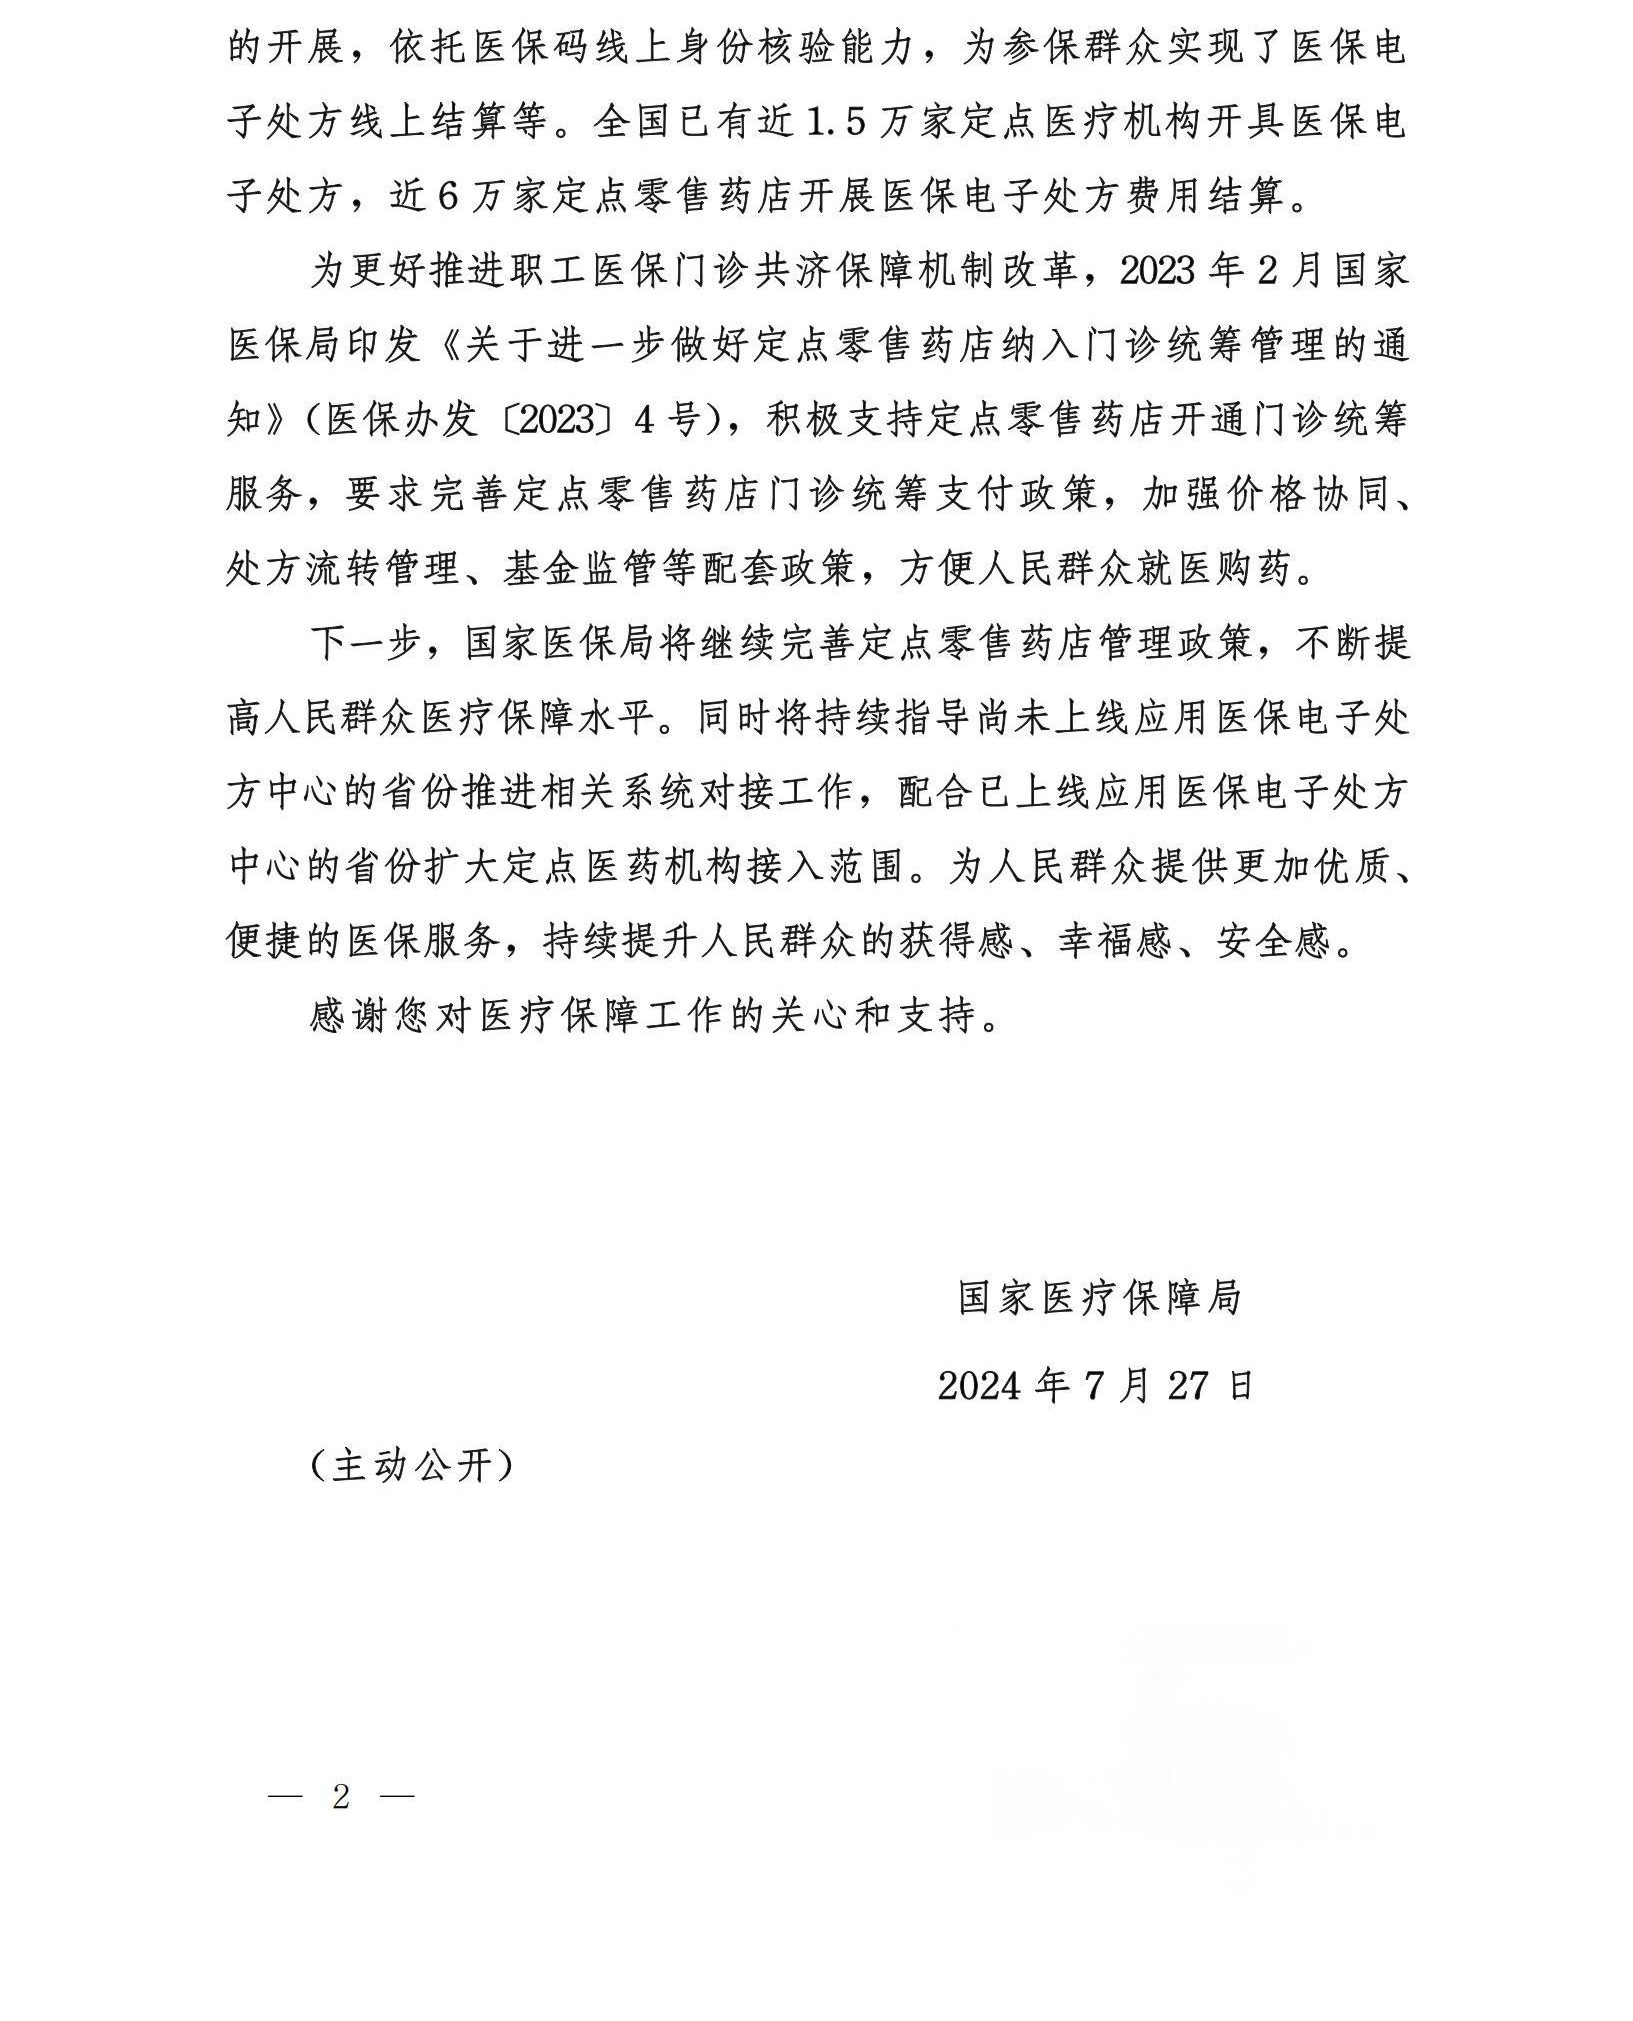 的开展，依托医保码线上身份核验能力，为参保群众实现了医保电
子处方线上结算等。全国已有近1.5万家定点医疗机构开具医保电
子处方，近6万家定点零售药店开展医保电子处方费用结算。
为更好推进职工医保门诊共济保障机制改革，2023年2月国家
医保局印发《关于进一步做好定点零售药店纳入门诊统筹管理的通
知》（医保办发〔2023〕4号），积极支持定点零售药店开通门诊统筹
服务，要求完善定点零售药店门诊统筹支付政策，加强价格协同、
处方流转管理、基金监管等配套政策，方便人民群众就医购药。
下一步，国家医保局将继续完善定点零售药店管理政策，不断提
高人民群众医疗保障水平。同时将持续指导尚未上线应用医保电子处
方中心的省份推进相关系统对接工作，配合已上线应用医保电子处方
中心的省份扩大定点医药机构接入范围。为人民群众提供更加优质、
便捷的医保服务，持续提升人民群众的获得感、幸福感、安全感。
感谢您对医疗保障工作的关心和支持。
国家医疗保障局
2024年7月27日
（主动公开）
— 2 —